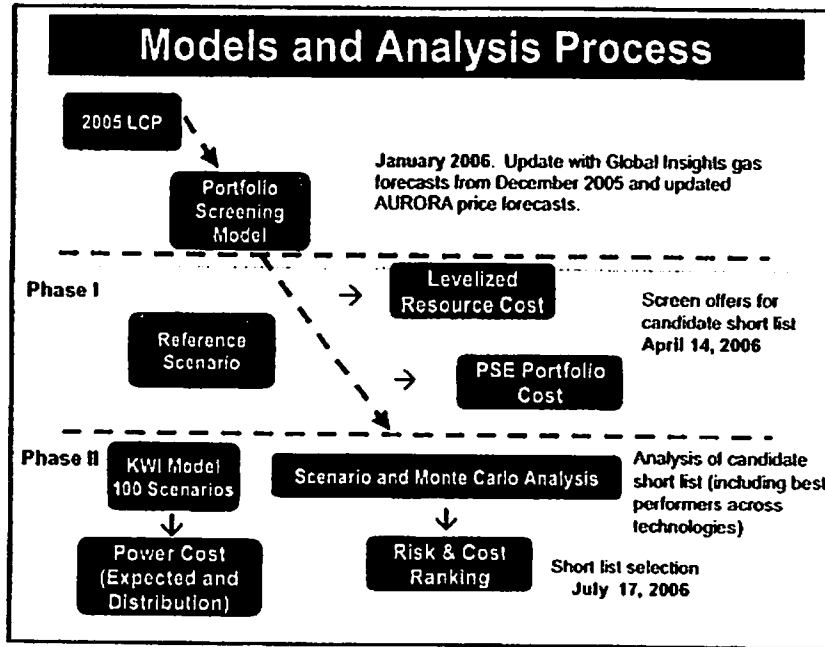 Models and Analysis Process
2005 LCP
Portfolio
Screening
Model
January 2006. Update with Global Insights gas
forecasts from December 2005 and updated
AURORA price forecasts.
Phase I
Levelized
Resource Cost
Reference
Scenario
PSE Portfolio
Cost
Screen offers for
candidate short list
April 14, 2006
Phase II
KWI Model
100 Scenarios
Scenario and Monte Carlo Analysis
Analysis of candidate
short list (including best
performers across
technologies)
Power Cost
(Expected and
Distribution)
Risk & Cost
Ranking
Short list selection
July 17, 2006